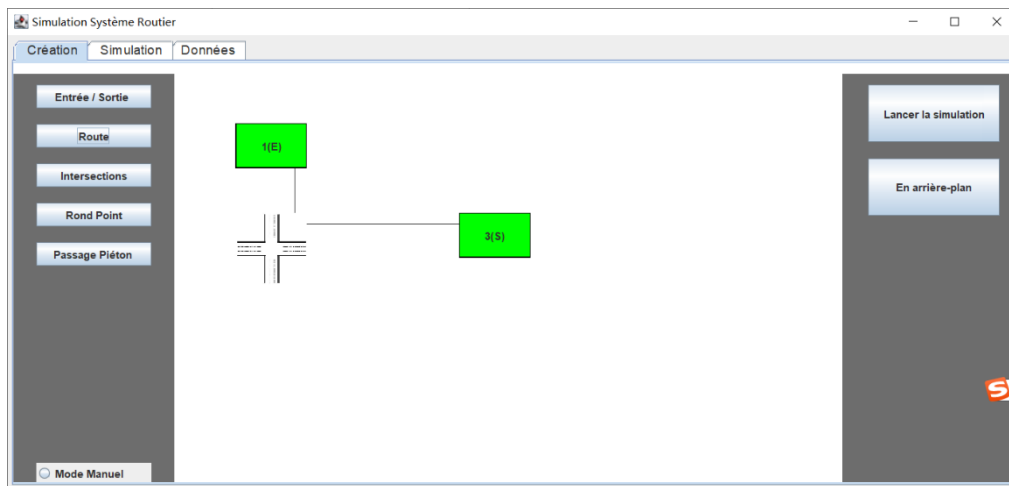 Simulation Système Routier
Création Simulation Données
Entrée / Sortie
Route
Intersections
Rond Point
Passage Piéton
Mode Manuel
1(E)
3(S)
Lancer la simulation
En arrière-plan
S